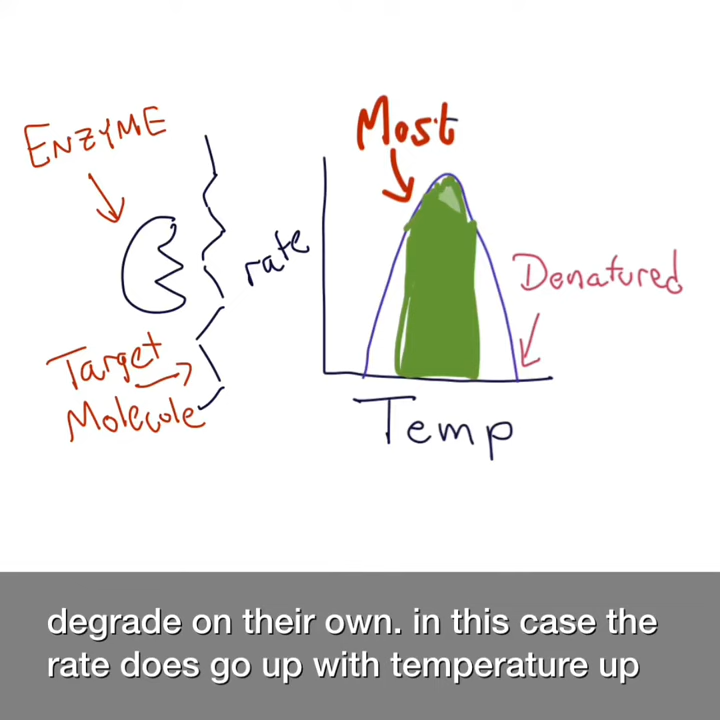 ENZYME
Most
rate
Denatured
Target
Molecule
Temp
degrade on their own. in this case the
rate does go up with temperature up